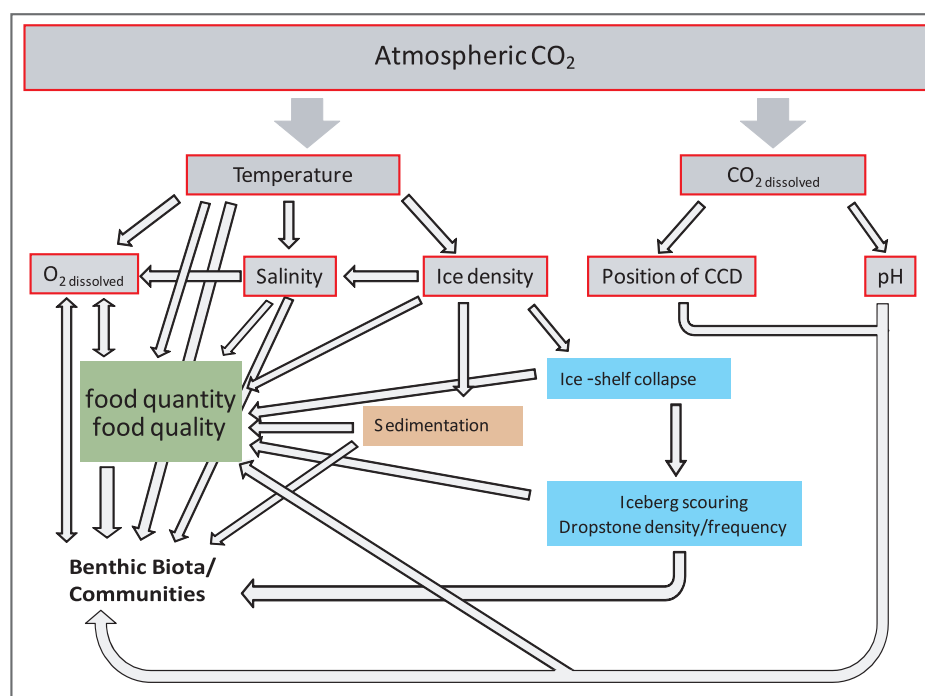 Atmospheric CO₂
Temperature
CO₂ dissolved
O₂ dissolved
Salinity
Ice density
Position of CCD
pH
food quantity
food quality
Ice -shelf collapse
Sedimentation
Iceberg scouring
Dropstone density/frequency
Benthic Biota/
Communities